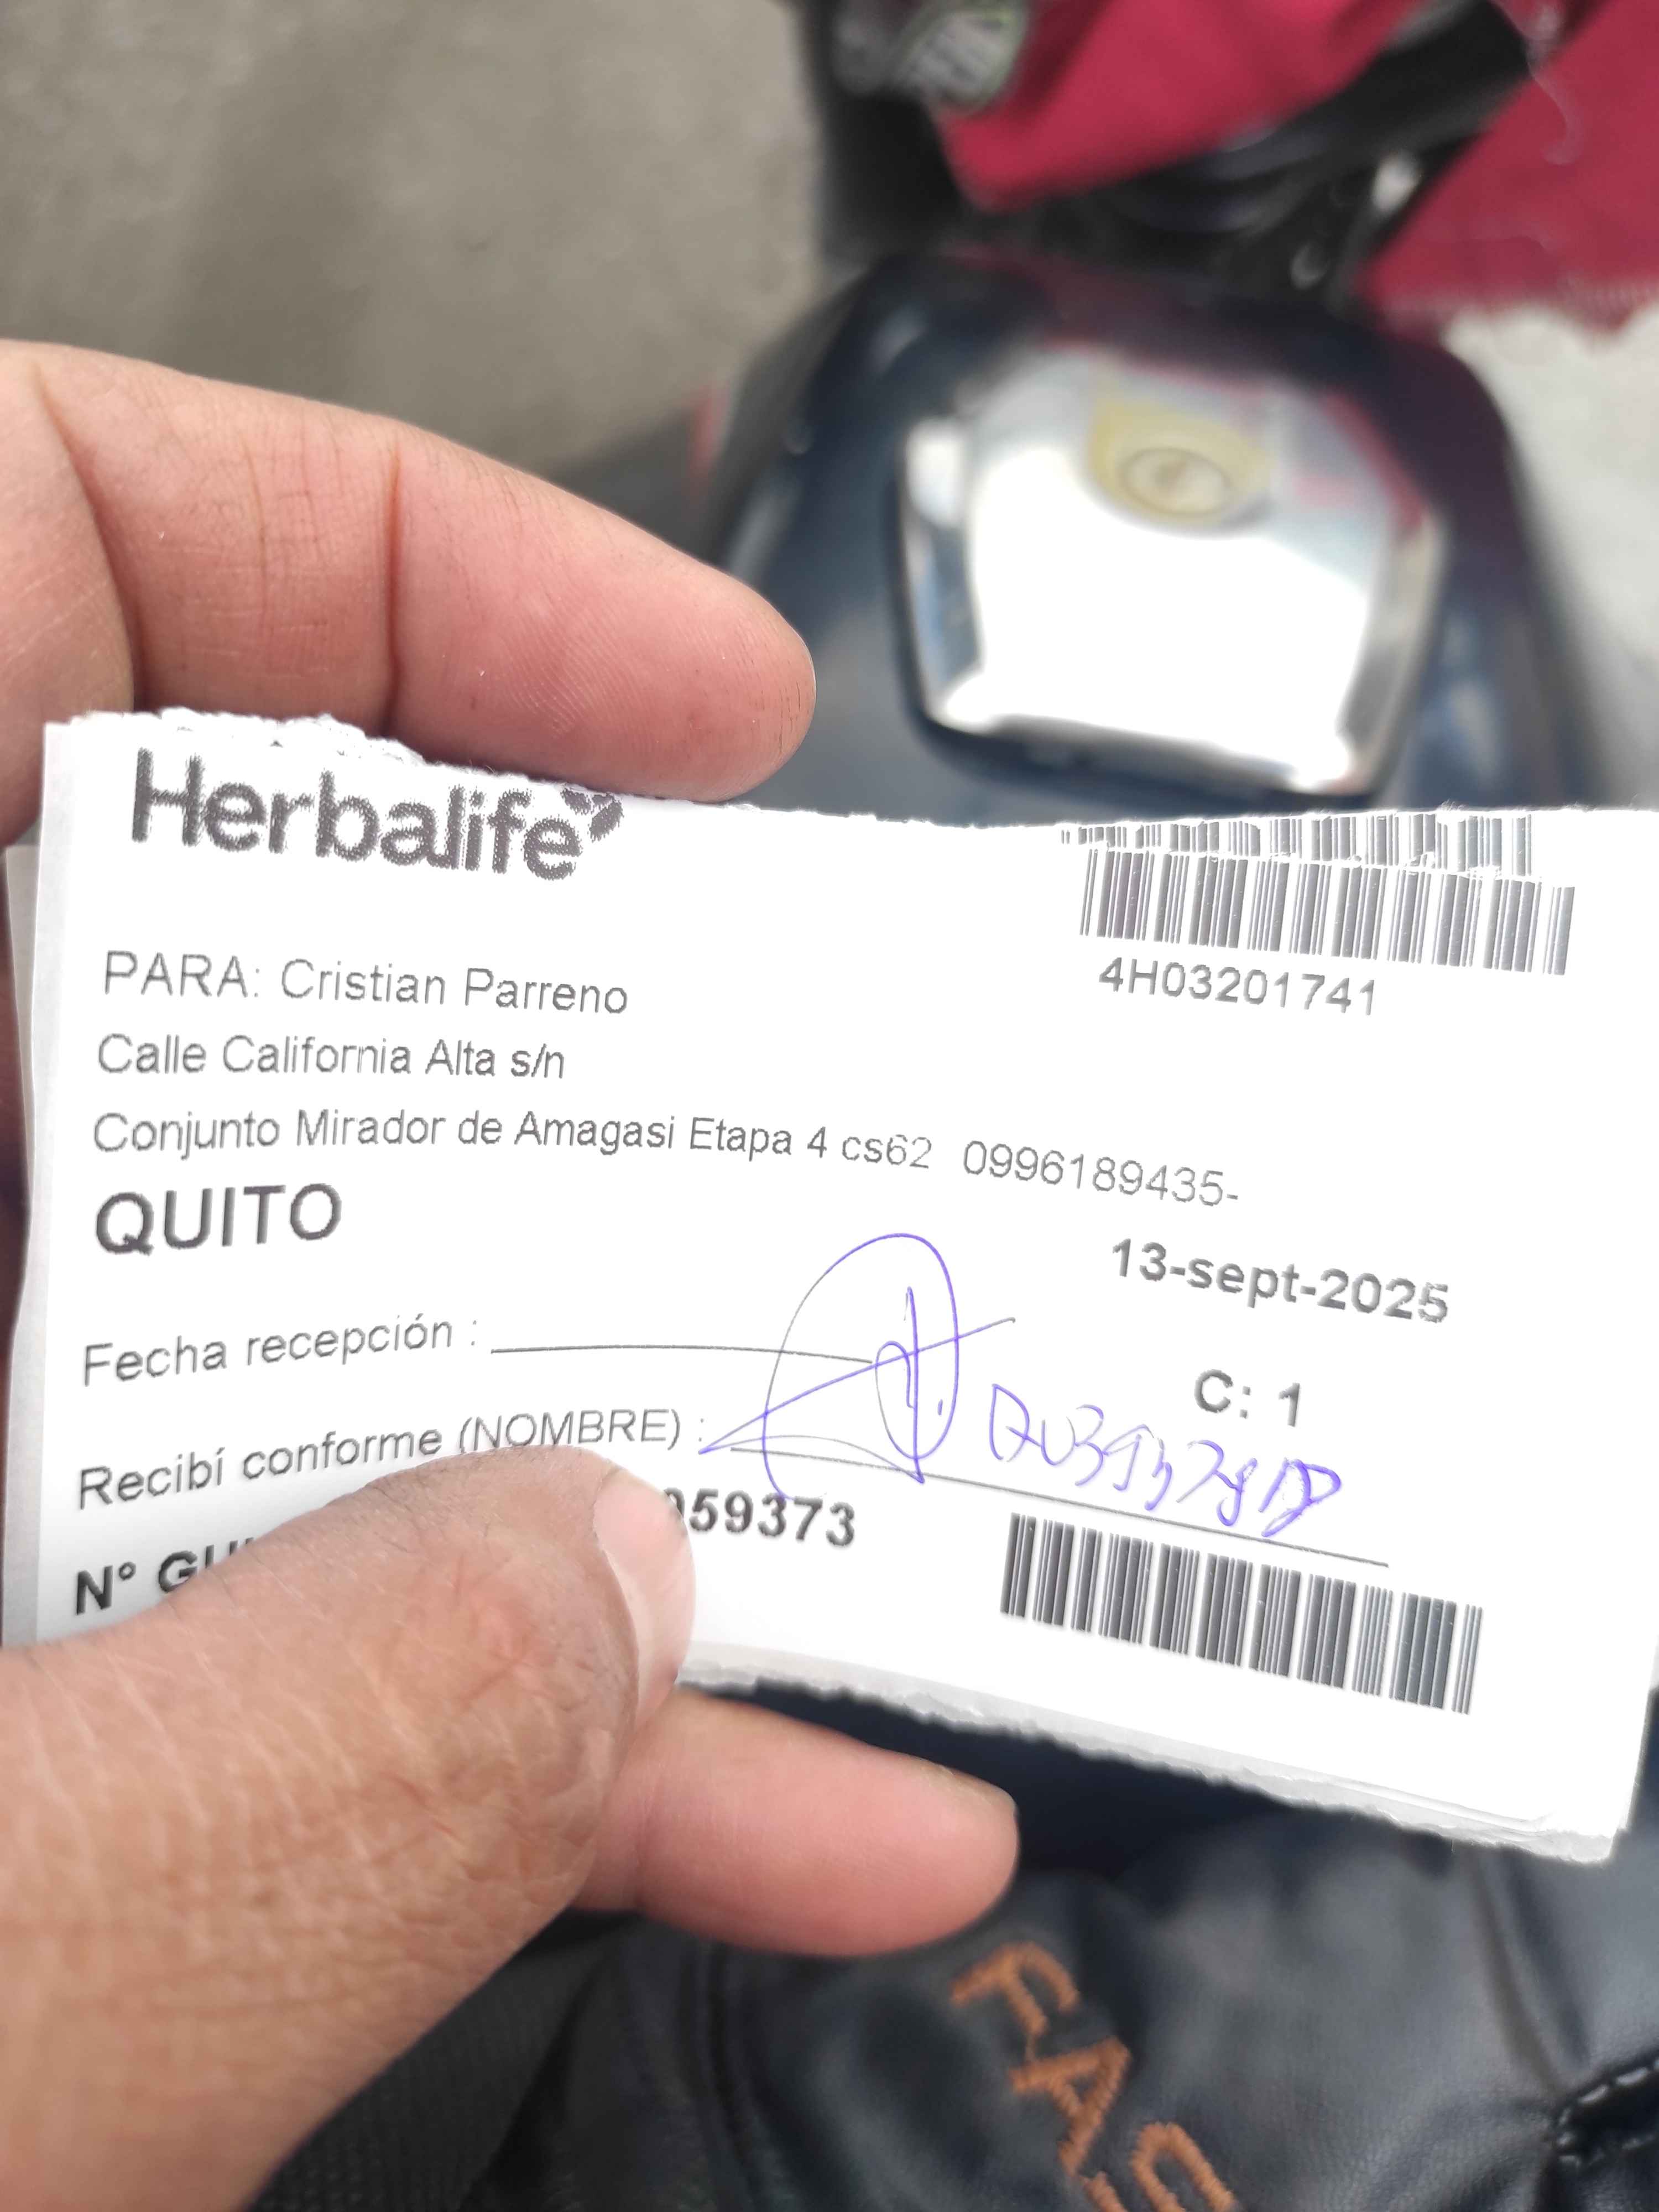 Herbalife
4H03201741
PARA: Cristian Parreno
Calle California Alta s/n
Conjunto Mirador de Amagasi Etapa 4 cs62 0996189435-
QUITO
13-sept-2025
Fecha recepción :
C: 1
Recibí conforme (NOMBRE) :
N° 59373
FAS